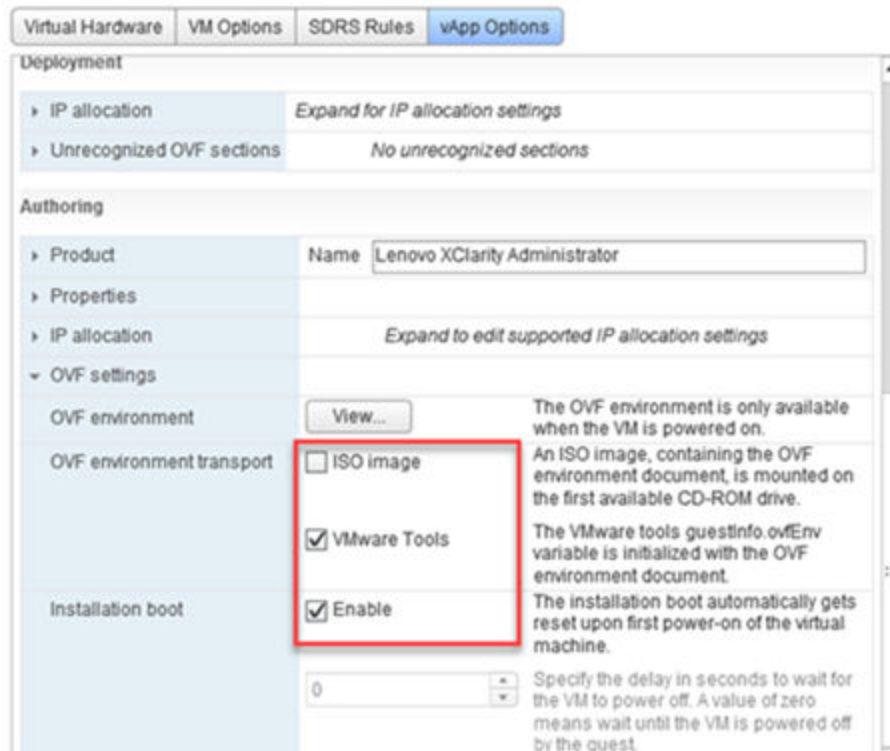 Virtual Hardware VM Options SDRS Rules vApp Options
Deployment
IP allocation Expand for IP allocation settings
Unrecognized OVF sections No unrecognized sections
Authoring
Product Name Lenovo XClarity Administrator
Properties
IP allocation Expand to edit supported IP allocation settings
OVF settings
OVF environment View... The OVF environment is only available
when the VM is powered on.
OVF environment transport ISO image An ISO image, containing the OVF
environment document, is mounted on
the first available CD-ROM drive.
VMware Tools The VMware tools guestInfo.ovfEnv
variable is initialized with the OVF
environment document.
Installation boot Enable The installation boot automatically gets
reset upon first power-on of the virtual
machine.
0 Specify the delay in seconds to wait for
the VM to power off. A value of zero
means wait until the VM is powered off
by the guest.